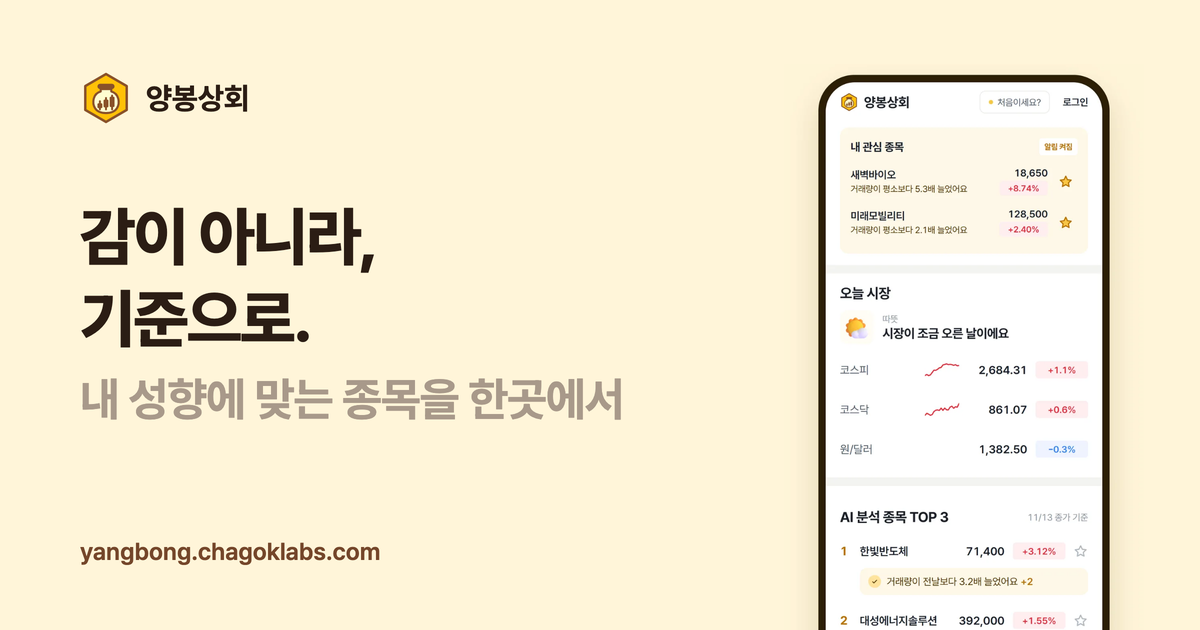 양봉상회
감이 아니라,
기준으로.
내 성향에 맞는 종목을 한곳에서
yangbong.chagoklabs.com
양봉상회 처음이세요? 로그인
내 관심 종목 알림 켜짐
새벽바이오 18,650
거래량이 평소보다 5.3배 늘었어요 +8.74%
미래모빌리티 128,500
거래량이 평소보다 2.1배 늘었어요 +2.40%
오늘 시장
따뜻
시장이 조금 오른 날이에요
코스피 2,684.31 +1.1%
코스닥 861.07 +0.6%
원/달러 1,382.50 -0.3%
AI 분석 종목 TOP 3 11/13 종가 기준
1 한빛반도체 71,400 +3.12%
거래량이 전날보다 3.2배 늘었어요 +2
2 대성에너지솔루션 392,000 +1.55%